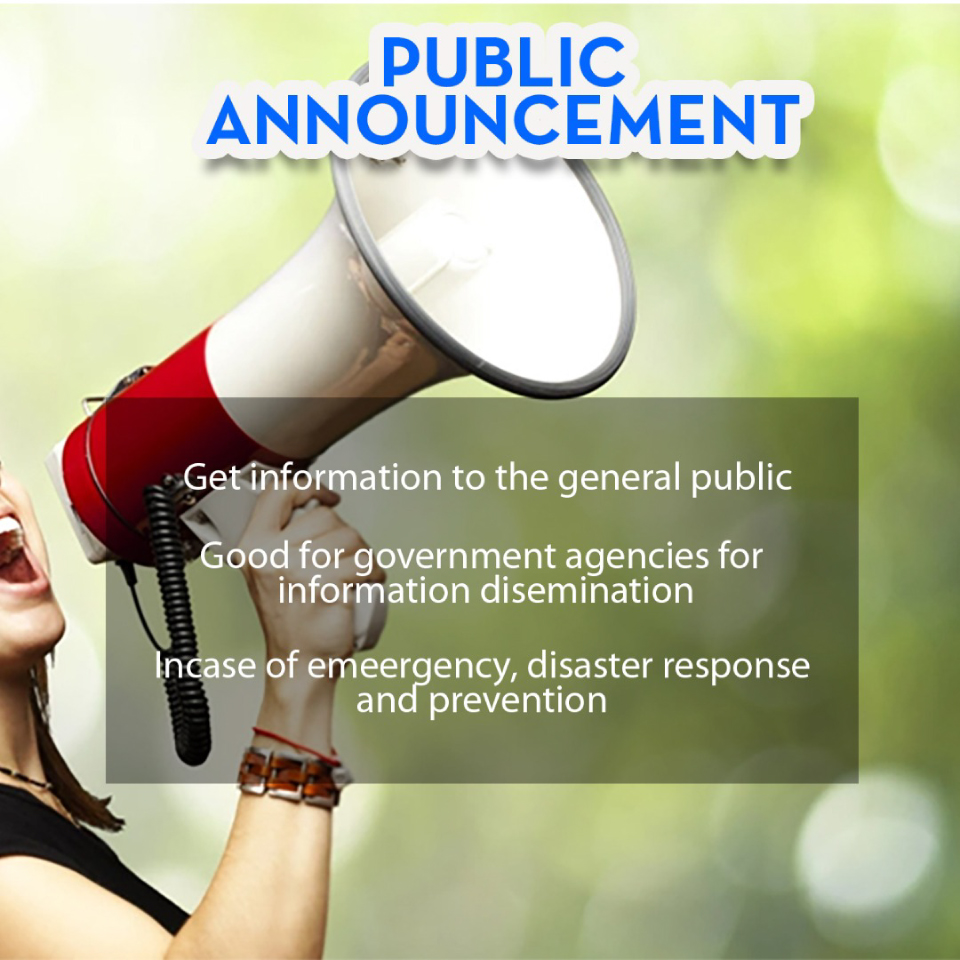 PUBLIC
ANNOUNCEMENT
Get information to the general public
Good for government agencies for
information disemination
Incase of emeergency, disaster response
and prevention